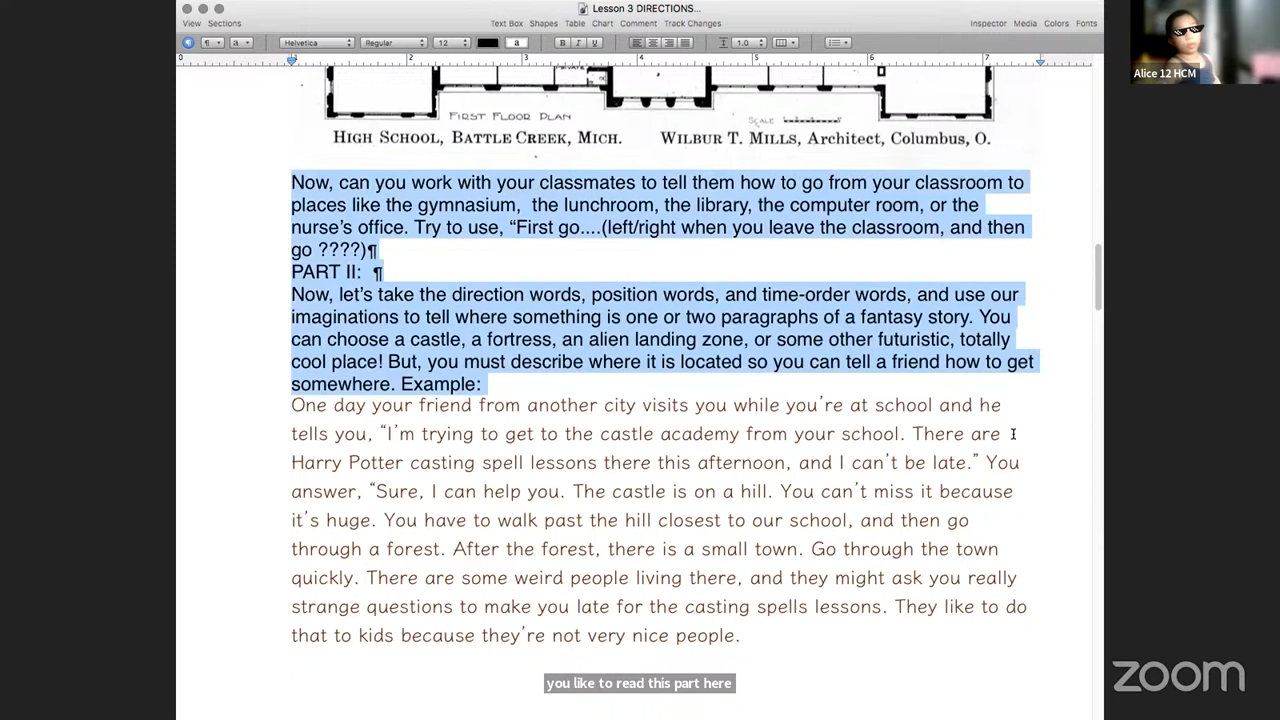 Lesson 3 DIRECTIONS...
View Sections Text Box Shapes Table Chart Comment Track Changes Inspector Media Colors Fonts
¶ a Helvetica Regular 12 a B I U 1.0
0 1 2 3 4 5 6 7
FIRST FLOOR PLAN SCALE
HIGH SCHOOL, BATTLE CREEK, MICH. WILBUR T. MILLS, Architect, Columbus, O.
Now, can you work with your classmates to tell them how to go from your classroom to
places like the gymnasium, the lunchroom, the library, the computer room, or the
nurse's office. Try to use, “First go....(left/right when you leave the classroom, and then
go ????)¶
PART II: ¶
Now, let's take the direction words, position words, and time-order words, and use our
imaginations to tell where something is one or two paragraphs of a fantasy story. You
can choose a castle, a fortress, an alien landing zone, or some other futuristic, totally
cool place! But, you must describe where it is located so you can tell a friend how to get
somewhere. Example:
One day your friend from another city visits you while you're at school and he
tells you, “I'm trying to get to the castle academy from your school. There are
Harry Potter casting spell lessons there this afternoon, and I can't be late.” You
answer, “Sure, I can help you. The castle is on a hill. You can't miss it because
it's huge. You have to walk past the hill closest to our school, and then go
through a forest. After the forest, there is a small town. Go through the town
quickly. There are some weird people living there, and they might ask you really
strange questions to make you late for the casting spells lessons. They like to do
that to kids because they're not very nice people.
you like to read this part here
Alice 12 HCM
zoom